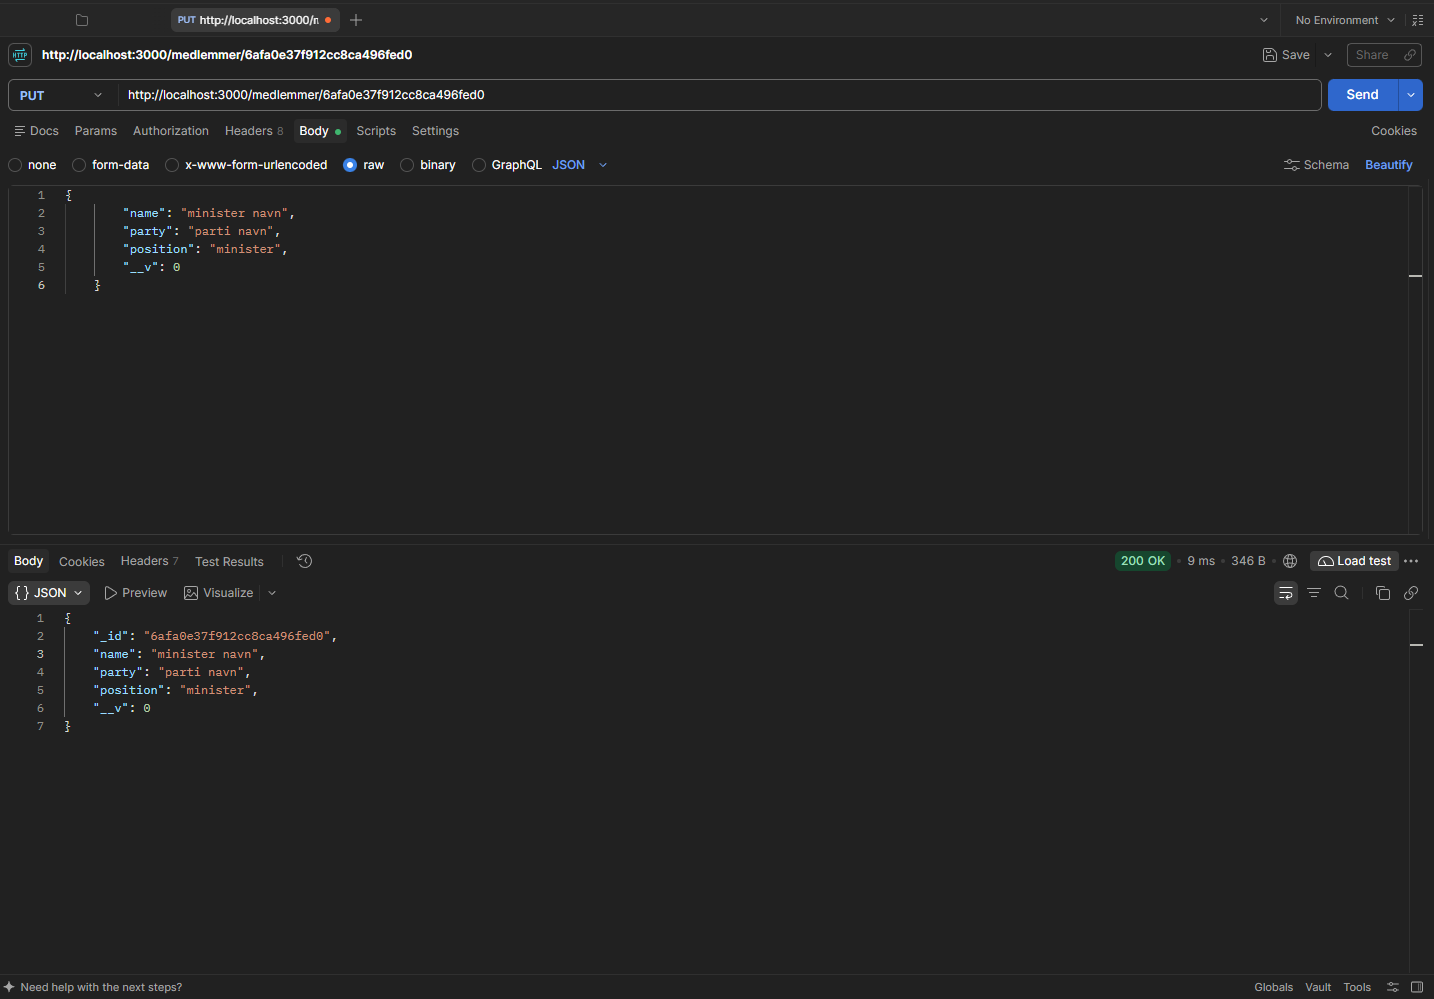 PUT http://localhost:3000/n
No Environment
HTTP http://localhost:3000/medlemmer/6afa0e37f912cc8ca496fed0 Save Share
PUT http://localhost:3000/medlemmer/6afa0e37f912cc8ca496fed0 Send
Docs Params Authorization Headers 8 Body Scripts Settings Cookies
none form-data x-www-form-urlencoded raw binary GraphQL JSON Schema Beautify
1 {
2 "name": "minister navn",
3 "party": "parti navn",
4 "position": "minister",
5 "__v": 0
6 }
Body Cookies Headers 7 Test Results 200 OK • 9 ms • 346 B • Load test
{} JSON Preview Visualize
1 {
2 "_id": "6afa0e37f912cc8ca496fed0",
3 "name": "minister navn",
4 "party": "parti navn",
5 "position": "minister",
6 "__v": 0
7 }
Need help with the next steps? Globals Vault Tools